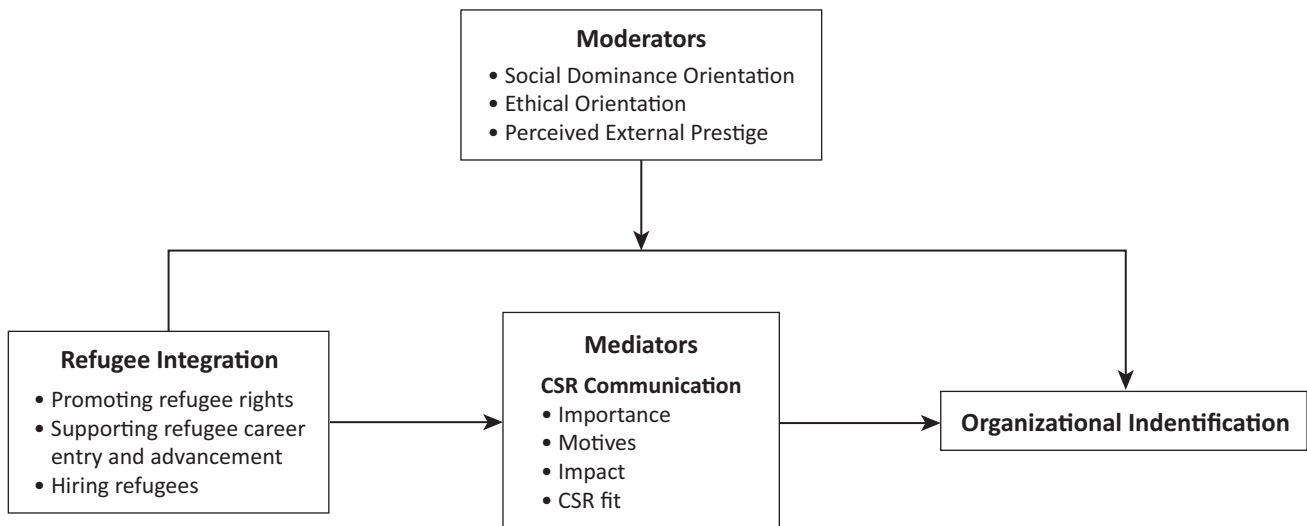 Moderators
• Social Dominance Orientation
• Ethical Orientation
• Perceived External Prestige
Refugee Integration
• Promoting refugee rights
• Supporting refugee career
entry and advancement
• Hiring refugees
Mediators
CSR Communication
• Importance
• Motives
• Impact
• CSR fit
Organizational Indentification